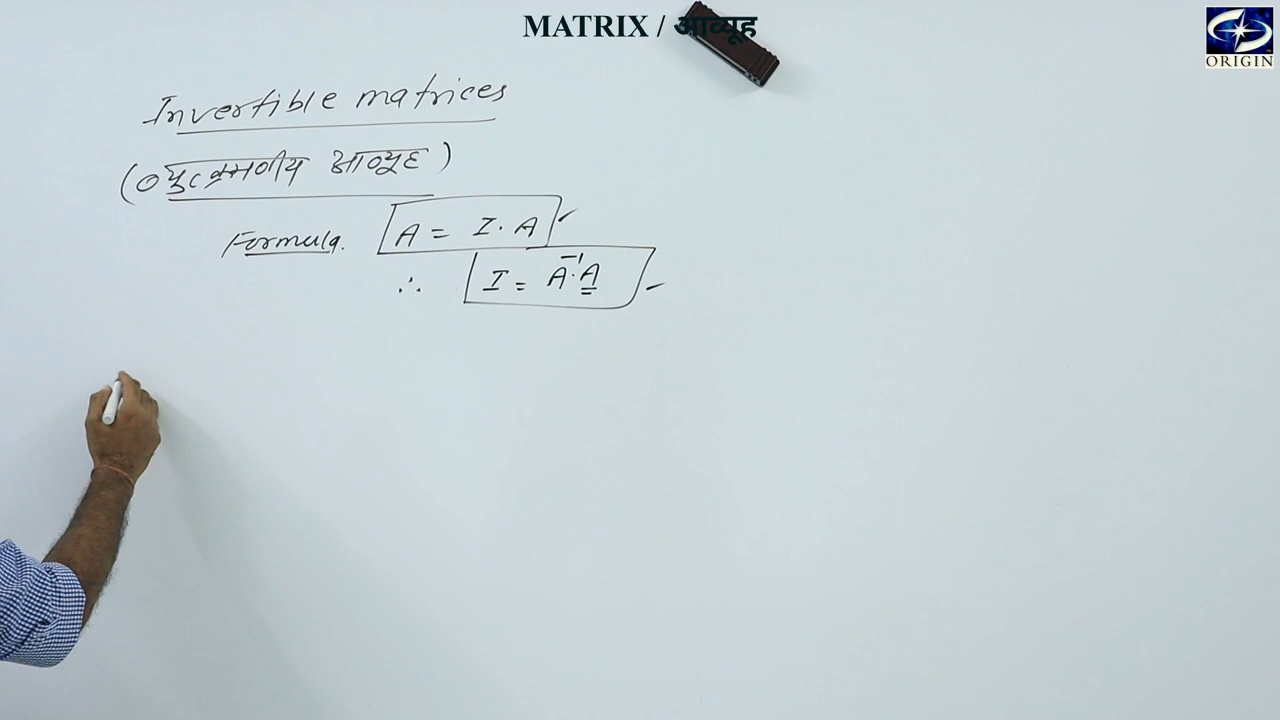 MATRIX / आव्यूह
ORIGIN
Invertible matrices
(व्युत्क्रमणीय आव्यूह)
Formula. A = I. A
∴ I = A⁻¹.A